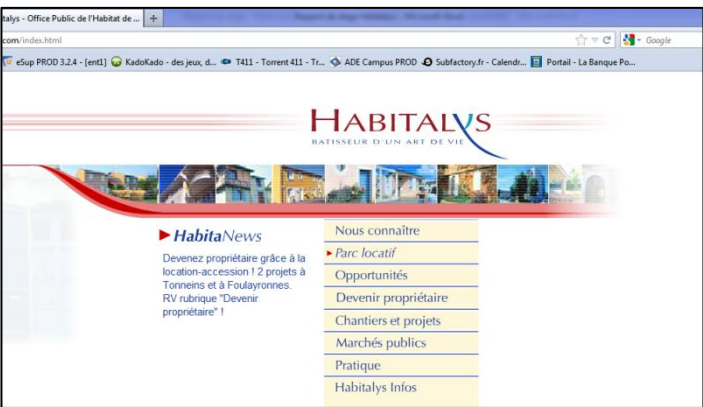 talys - Office Public de l'Habitat de ... +
com/index.html
Google
eSup PROD 3.2.4 - [ent1] KadoKado - des jeux, d... T411 - Torrent 411 - Tr... ADE Campus PROD Subfactory.fr - Calendr... Portail - La Banque Po...
HABITALYS
BATISSEUR D'UN ART DE VIE
HabitaNews
Devenez propriétaire grâce à la
location-accession ! 2 projets à
Tonneins et à Foulayronnes.
RV rubrique "Devenir
propriétaire" !
Nous connaître
Parc locatif
Opportunités
Devenir propriétaire
Chantiers et projets
Marchés publics
Pratique
Habitalys Infos